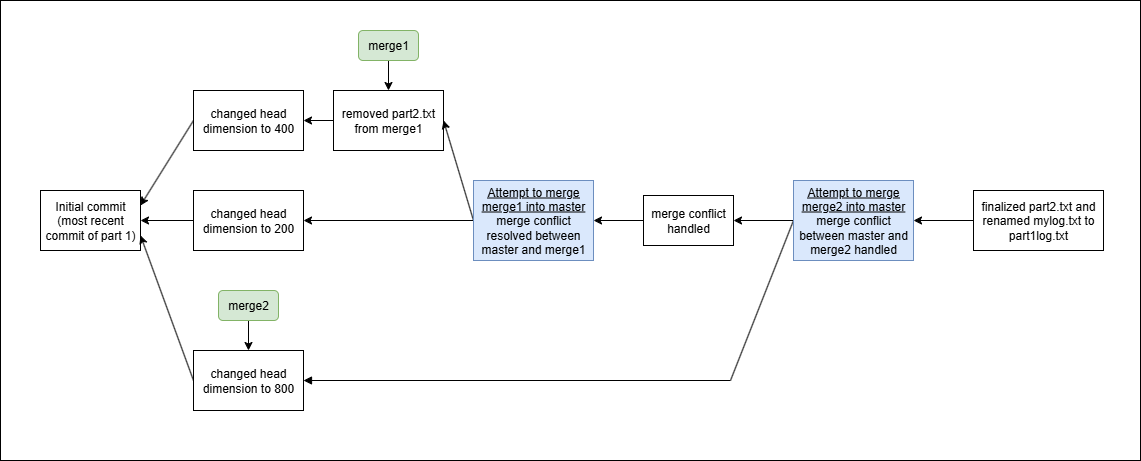 merge1
changed head
dimension to 400
removed part2.txt
from merge1
Initial commit
(most recent
commit of part 1)
changed head
dimension to 200
Attempt to merge
merge1 into master
merge conflict
resolved between
master and merge1
merge conflict
handled
Attempt to merge
merge2 into master
merge conflict
between master and
merge2 handled
finalized part2.txt and
renamed mylog.txt to
part1log.txt
merge2
changed head
dimension to 800